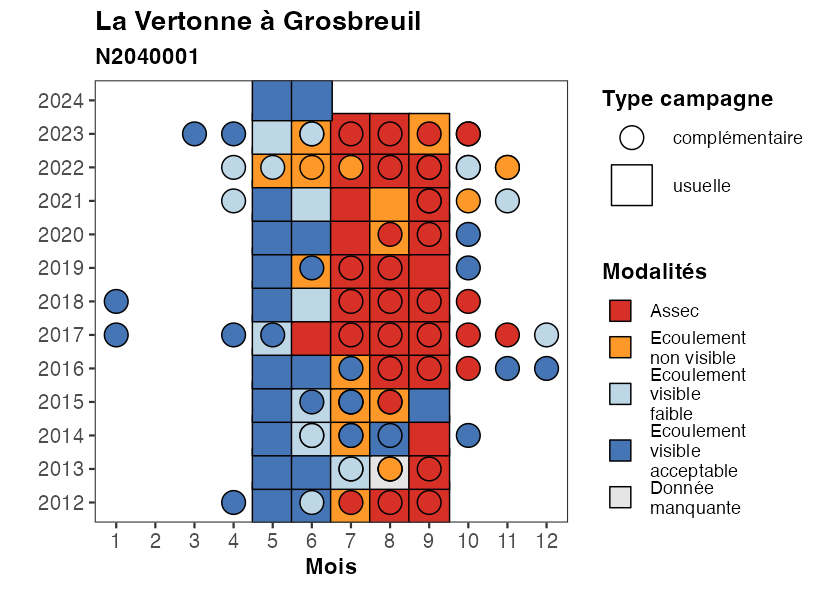 La Vertonne à Grosbreuil
N2040001
2024
2023
2022
2021
2020
2019
2018
2017
2016
2015
2014
2013
2012
1 2 3 4 5 6 7 8 9 10 11 12
Mois
Type campagne
complémentaire
usuelle
Modalités
Assec
Ecoulement
non visible
Ecoulement
visible
faible
Ecoulement
visible
acceptable
Donnée
manquante